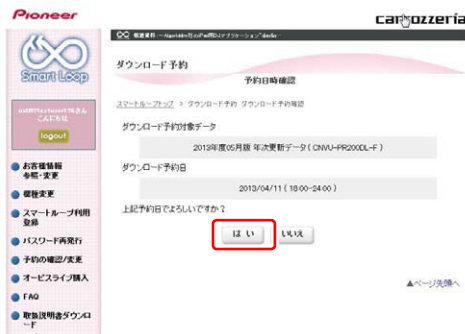 Pioneer
carrozzeria
Smart Loop
ダウンロード予約
予約日時確認
スマートループトップ > ダウンロード予約 ダウンロード予約確認
こんにちは
logout
ダウンロード予約対象データ
2013年度05月版 年次更新データ ( CNVU-PR200DL-F )
ダウンロード予約日
2013/04/11 ( 18:00-24:00 )
上記予約日でよろしいですか?
はい
いいえ
▲ページ先頭へ
お客様情報
参照・変更
機種変更
スマートループ利用
登録
パスワード再発行
予約の確認/変更
オービスライブ購入
FAQ
取扱説明書ダウンロ
ード